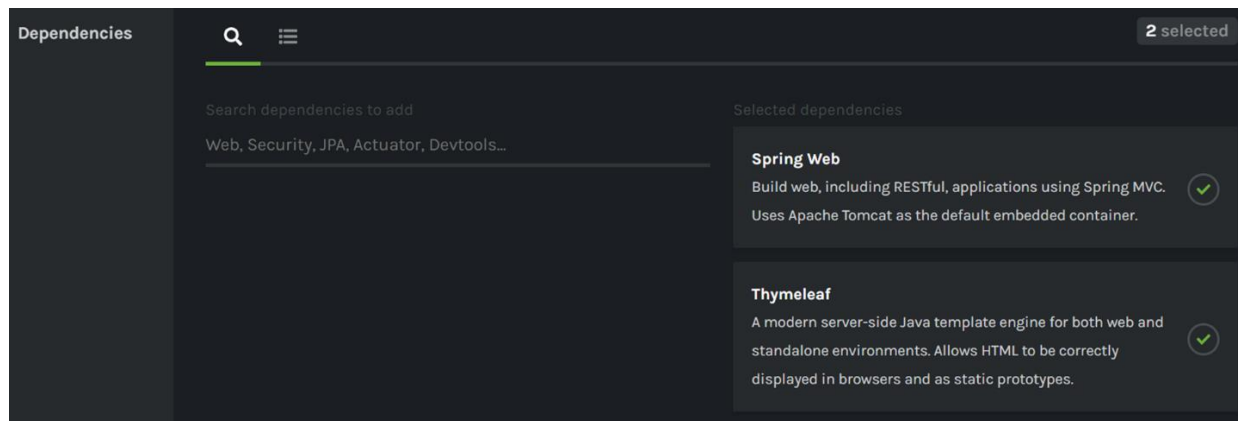 Dependencies
2 selected
Search dependencies to add
Web, Security, JPA, Actuator, Devtools...
Selected dependencies
Spring Web
Build web, including RESTful, applications using Spring MVC.
Uses Apache Tomcat as the default embedded container.
Thymeleaf
A modern server-side Java template engine for both web and
standalone environments. Allows HTML to be correctly
displayed in browsers and as static prototypes.